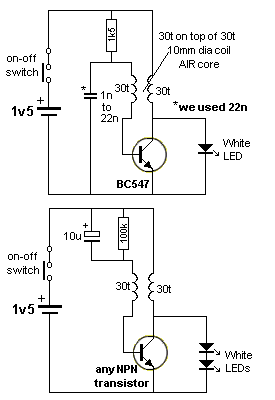 1k5
30t on top of 30t
10mm dia coil
AIR core
on-off
switch
*
1n
to
22n
30t
30t
*we used 22n
+
1v5
White
LED
BC547
+
10u
100k
on-off
switch
30t
30t
+
1v5
any NPN
transistor
White
LEDs